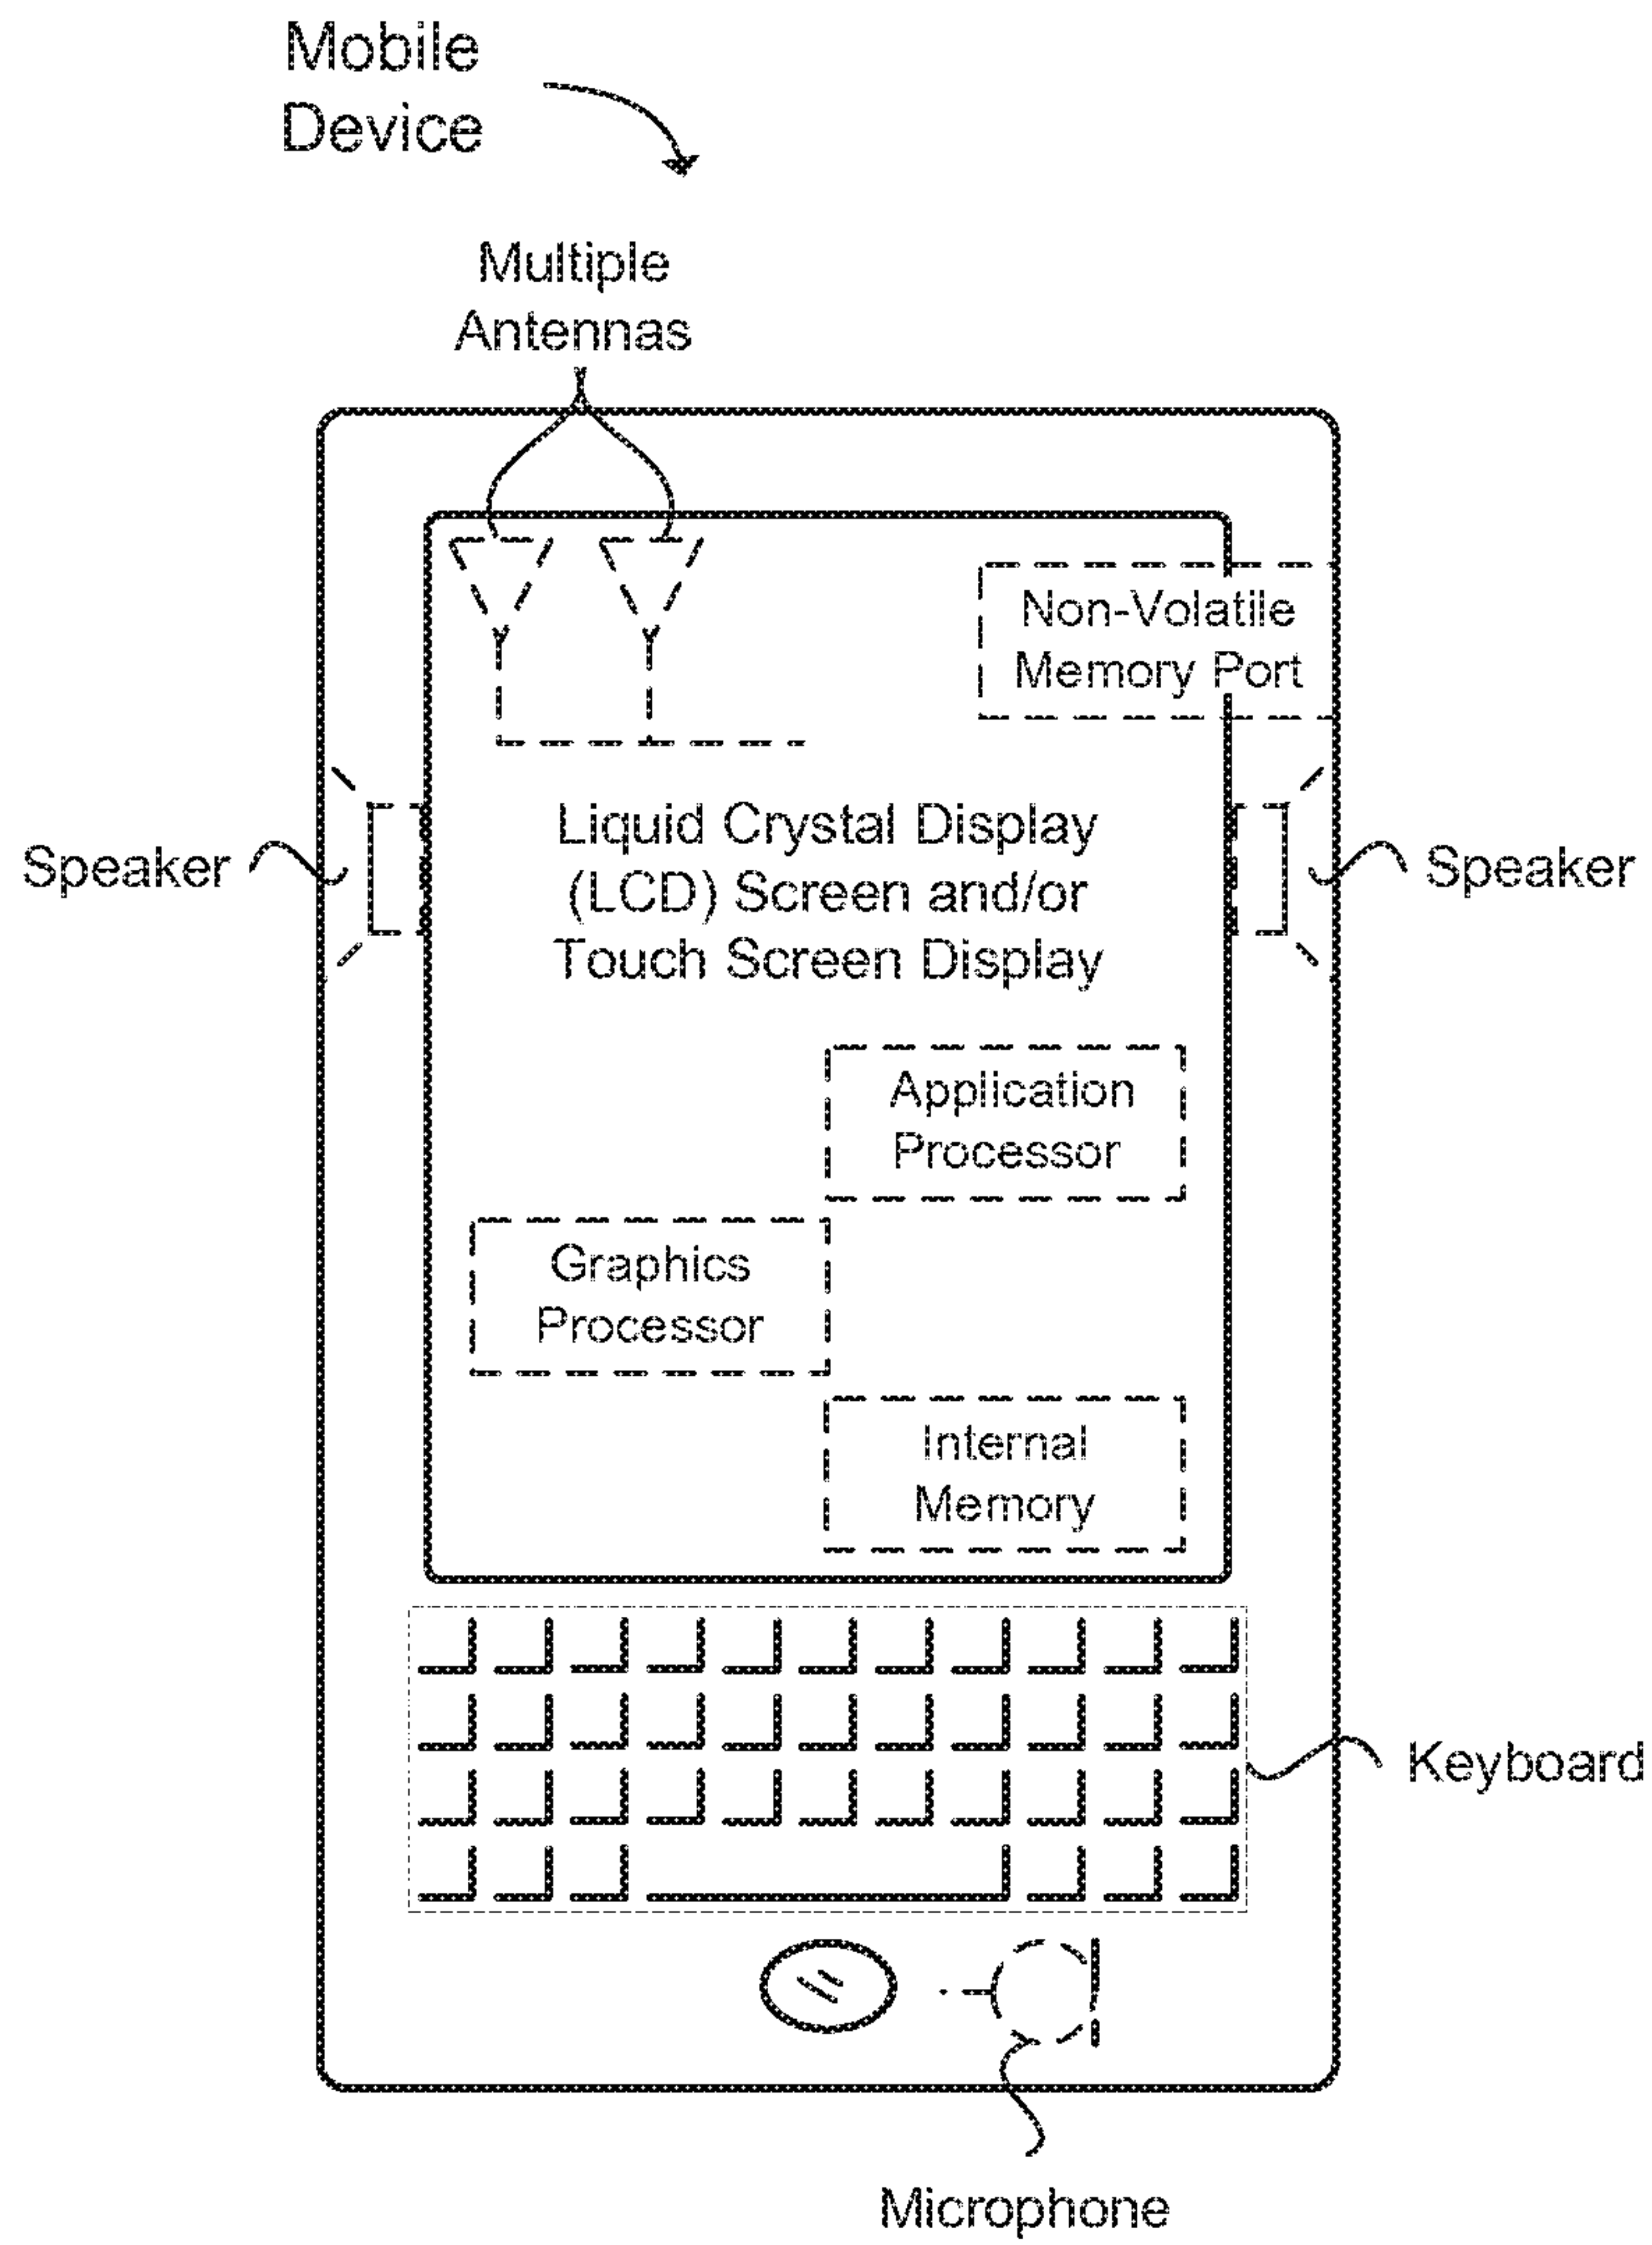 Mobile
Device
Multiple
Antennas
Non-Volatile
Memory Port
Liquid Crystal Display
(LCD) Screen and/or
Touch Screen Display
Speaker
Speaker
Application
Processor
Graphics
Processor
Internal
Memory
Keyboard
Microphone